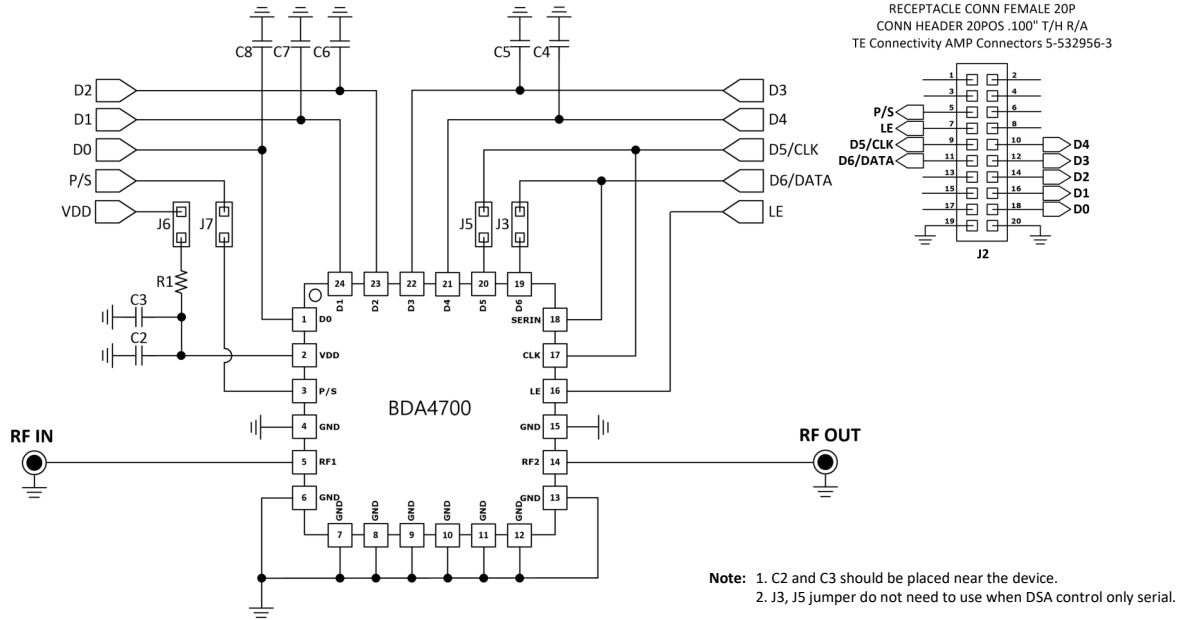 RECEPTACLE CONN FEMALE 20P
CONN HEADER 20POS .100" T/H R/A
TE Connectivity AMP Connectors 5-532956-3
C8
C7
C6
C5
C4
D2
D1
D0
P/S
VDD
J6
J7
R1
C3
C2
D3
D4
D5/CLK
D6/DATA
LE
J5
J3
24
23
22
21
20
19
D1
D2
D3
D4
D5
D6
1 D0
2 VDD
3 P/S
4 GND
5 RF1
6 GND
SERIN 18
CLK 17
LE 16
GND 15
RF2 14
GND 13
BDA4700
GND
GND
GND
GND
GND
GND
7
8
9
10
11
12
RF IN
RF OUT
1 2
3 4
P/S 5 6
LE 7 8
D5/CLK 9 10 D4
D6/DATA 11 12 D3
13 14 D2
15 16 D1
17 18 D0
19 20
J2
Note: 1. C2 and C3 should be placed near the device.
2. J3, J5 jumper do not need to use when DSA control only serial.